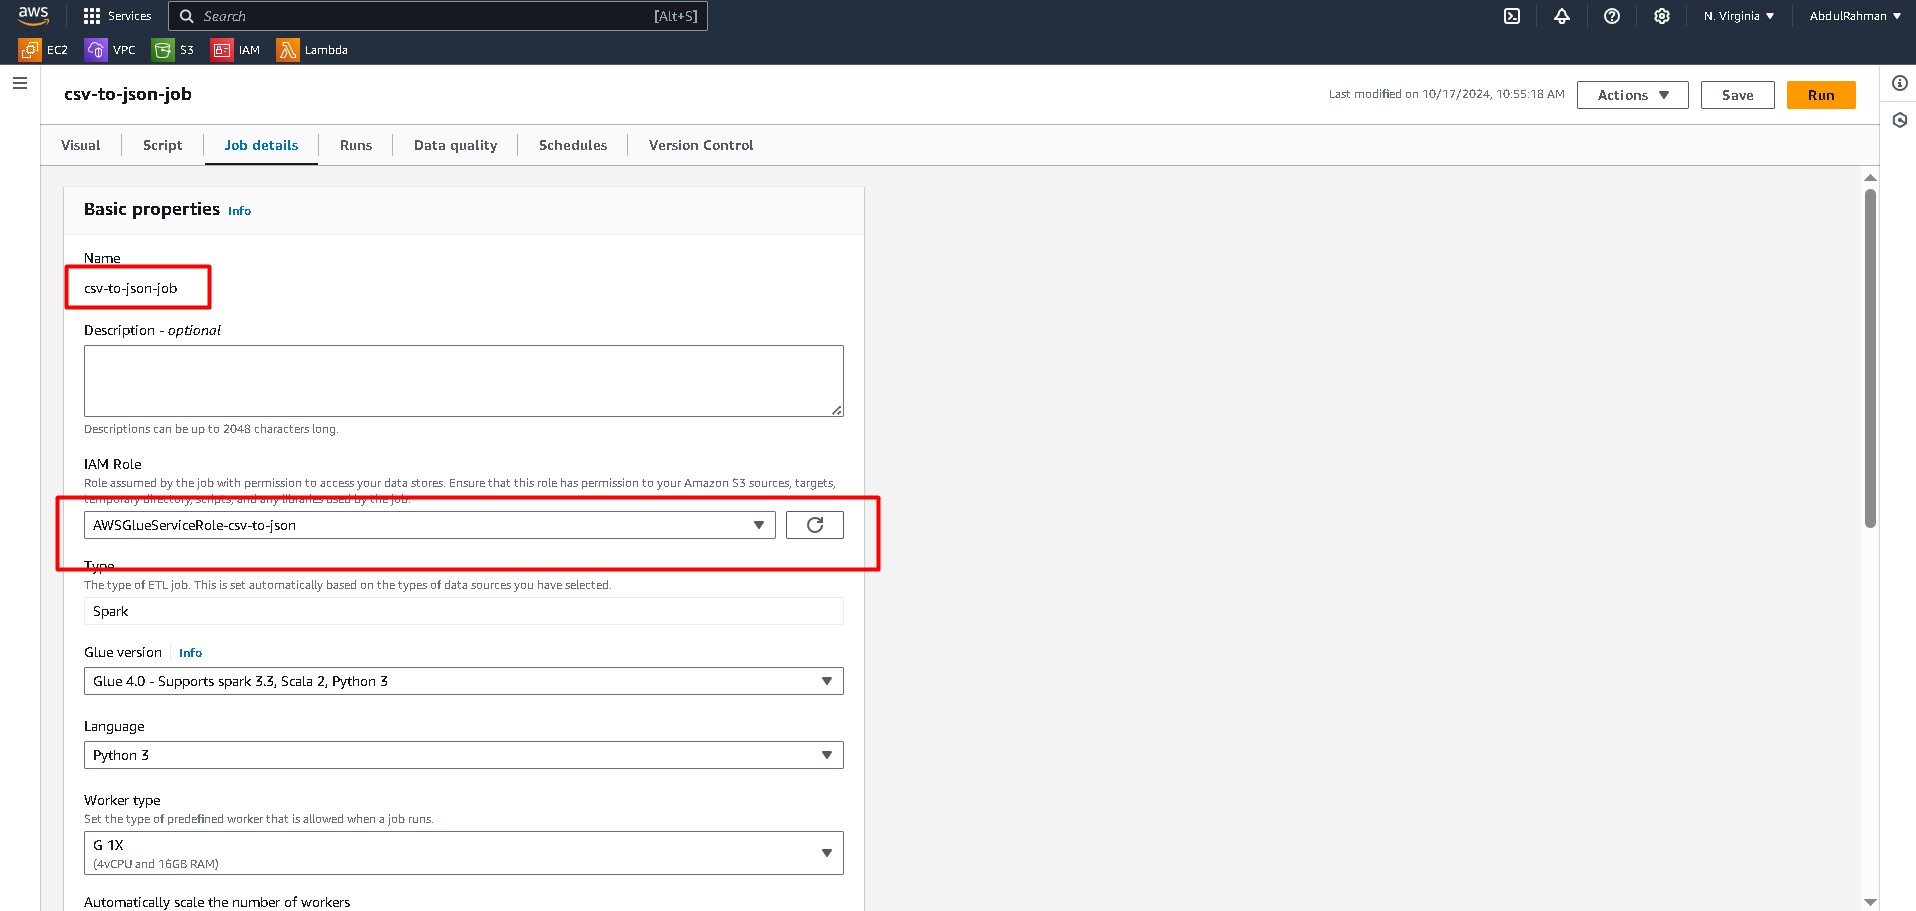 aws
Services
Search
[Alt+S]
N. Virginia
AbdulRahman
EC2
VPC
S3
IAM
Lambda
csv-to-json-job
Last modified on 10/17/2024, 10:55:18 AM
Actions
Save
Run
Visual
Script
Job details
Runs
Data quality
Schedules
Version Control
Basic properties Info
Name
csv-to-json-job
Description - optional
Descriptions can be up to 2048 characters long.
IAM Role
Role assumed by the job with permission to access your data stores. Ensure that this role has permission to your Amazon S3 sources, targets,
temporary directory, scripts, and any libraries used by the job.
AWSGlueServiceRole-csv-to-json
Type
The type of ETL job. This is set automatically based on the types of data sources you have selected.
Spark
Glue version Info
Glue 4.0 - Supports spark 3.3, Scala 2, Python 3
Language
Python 3
Worker type
Set the type of predefined worker that is allowed when a job runs.
G 1X
(4vCPU and 16GB RAM)
Automatically scale the number of workers